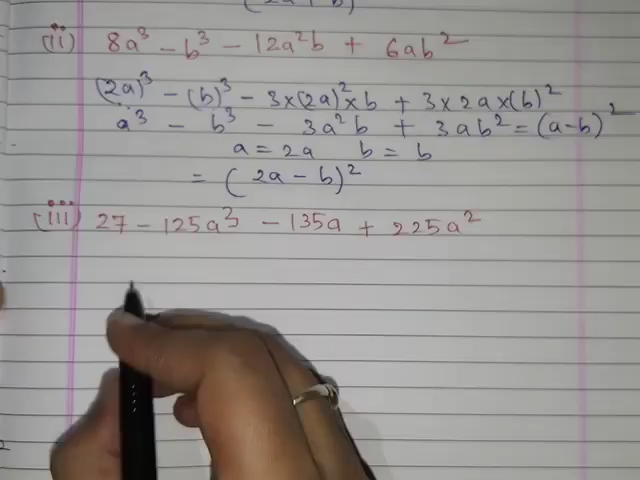 (ii) 8a³ - b³ - 12a²b + 6ab²
(2a)³ - (b)³ - 3×(2a)²×b + 3×2a×(b)²
a³ - b³ - 3a²b + 3ab² = (a-b)²
a = 2a b = b
= (2a - b)²
(iii) 27 - 125a³ - 135a + 225a²